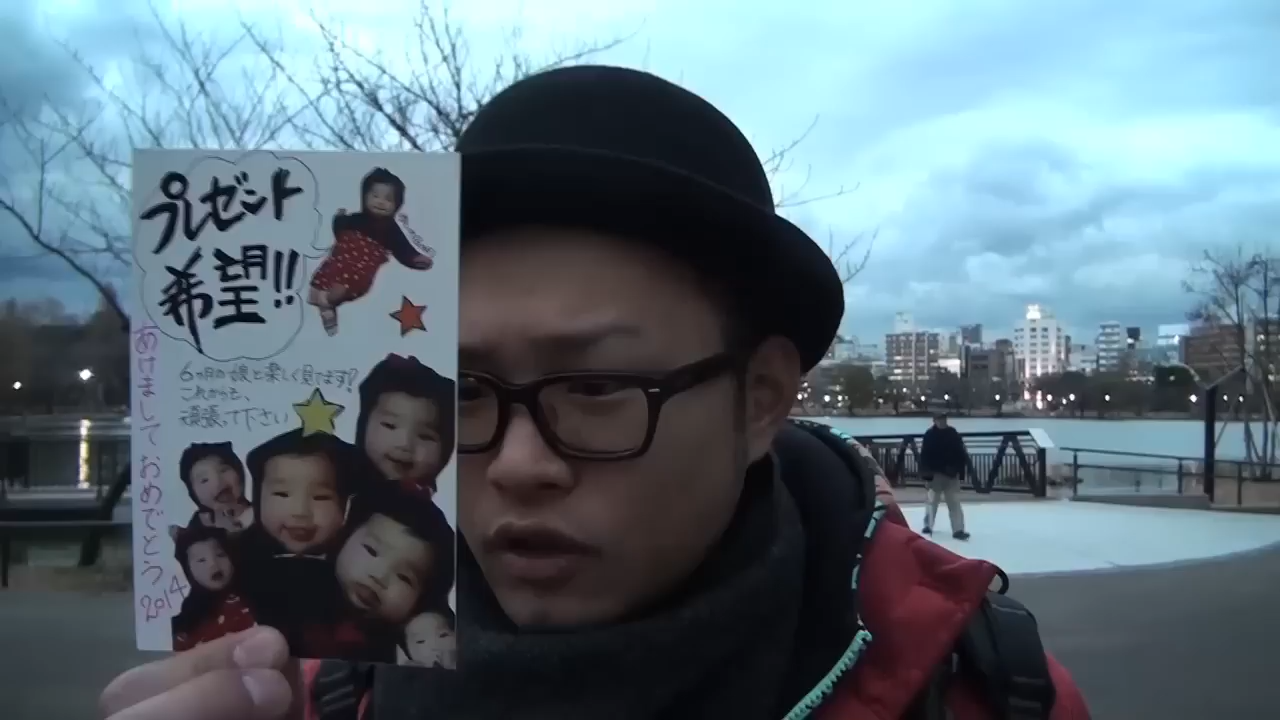 プレゼント
希望!!
6ヶ月の娘と楽しく見てます!
これからも、
頑張って下さい
あけましておめでとう
2014